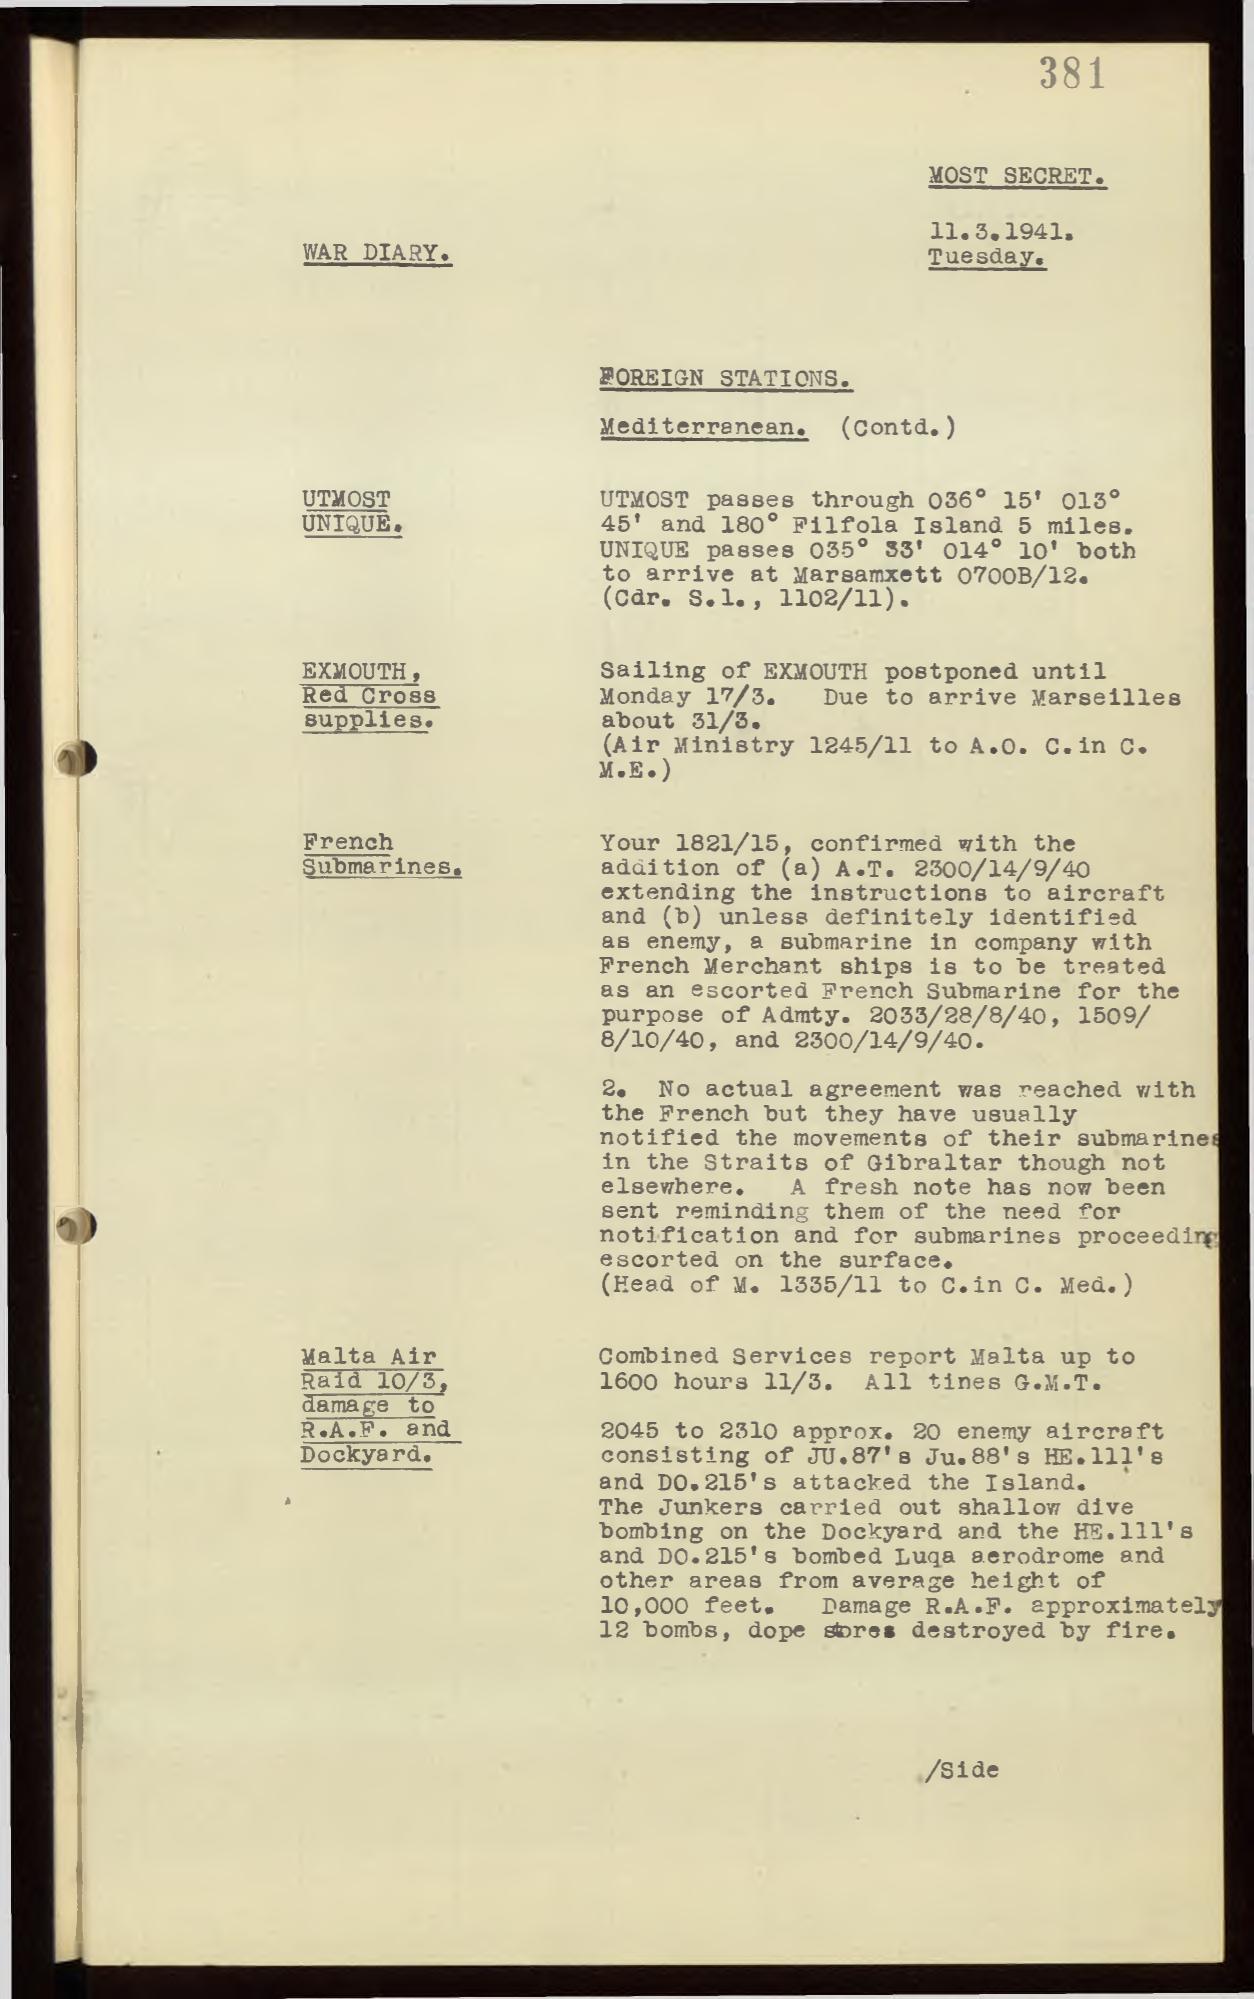 381
MOST SECRET.
11.3.1941.
Tuesday.
WAR DIARY.
FOREIGN STATIONS.
Mediterranean. (Contd.)
UTMOST
UNIQUE.
UTMOST passes through 036° 15' 013°
45' and 180° Filfola Island 5 miles.
UNIQUE passes 035° 33' 014° 10' both
to arrive at Marsamxett 0700B/12.
(Cdr. S.1., 1102/11).
EXMOUTH,
Red Cross
supplies.
Sailing of EXMOUTH postponed until
Monday 17/3. Due to arrive Marseilles
about 31/3.
(Air Ministry 1245/11 to A.O. C.in C.
M.E.)
French
Submarines.
Your 1821/15, confirmed with the
addition of (a) A.T. 2300/14/9/40
extending the instructions to aircraft
and (b) unless definitely identified
as enemy, a submarine in company with
French Merchant ships is to be treated
as an escorted French Submarine for the
purpose of Admty. 2033/28/8/40, 1509/
8/10/40, and 2300/14/9/40.
2. No actual agreement was reached with
the French but they have usually
notified the movements of their submarines
in the Straits of Gibraltar though not
elsewhere. A fresh note has now been
sent reminding them of the need for
notification and for submarines proceeding
escorted on the surface.
(Head of M. 1335/11 to C.in C. Med.)
Malta Air
Raid 10/3,
damage to
R.A.F. and
Dockyard.
Combined Services report Malta up to
1600 hours 11/3. All tines G.M.T.
2045 to 2310 approx. 20 enemy aircraft
consisting of JU.87's Ju.88's HE.111's
and DO.215's attacked the Island.
The Junkers carried out shallow dive
bombing on the Dockyard and the HE.111's
and DO.215's bombed Luqa aerodrome and
other areas from average height of
10,000 feet. Damage R.A.F. approximately
12 bombs, dope stores destroyed by fire.
/Side